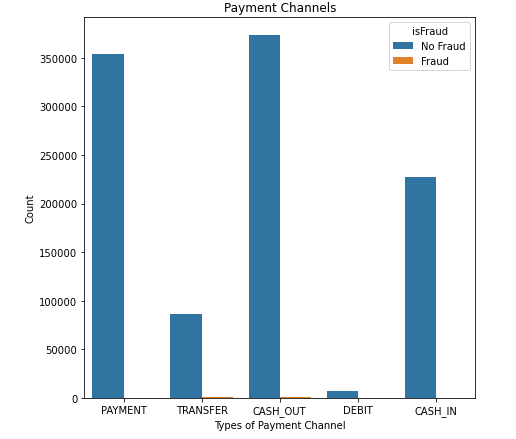 Payment Channels
isFraud
No Fraud
Fraud
350000
300000
250000
200000
150000
100000
50000
0
Count
PAYMENT TRANSFER CASH_OUT DEBIT CASH_IN
Types of Payment Channel